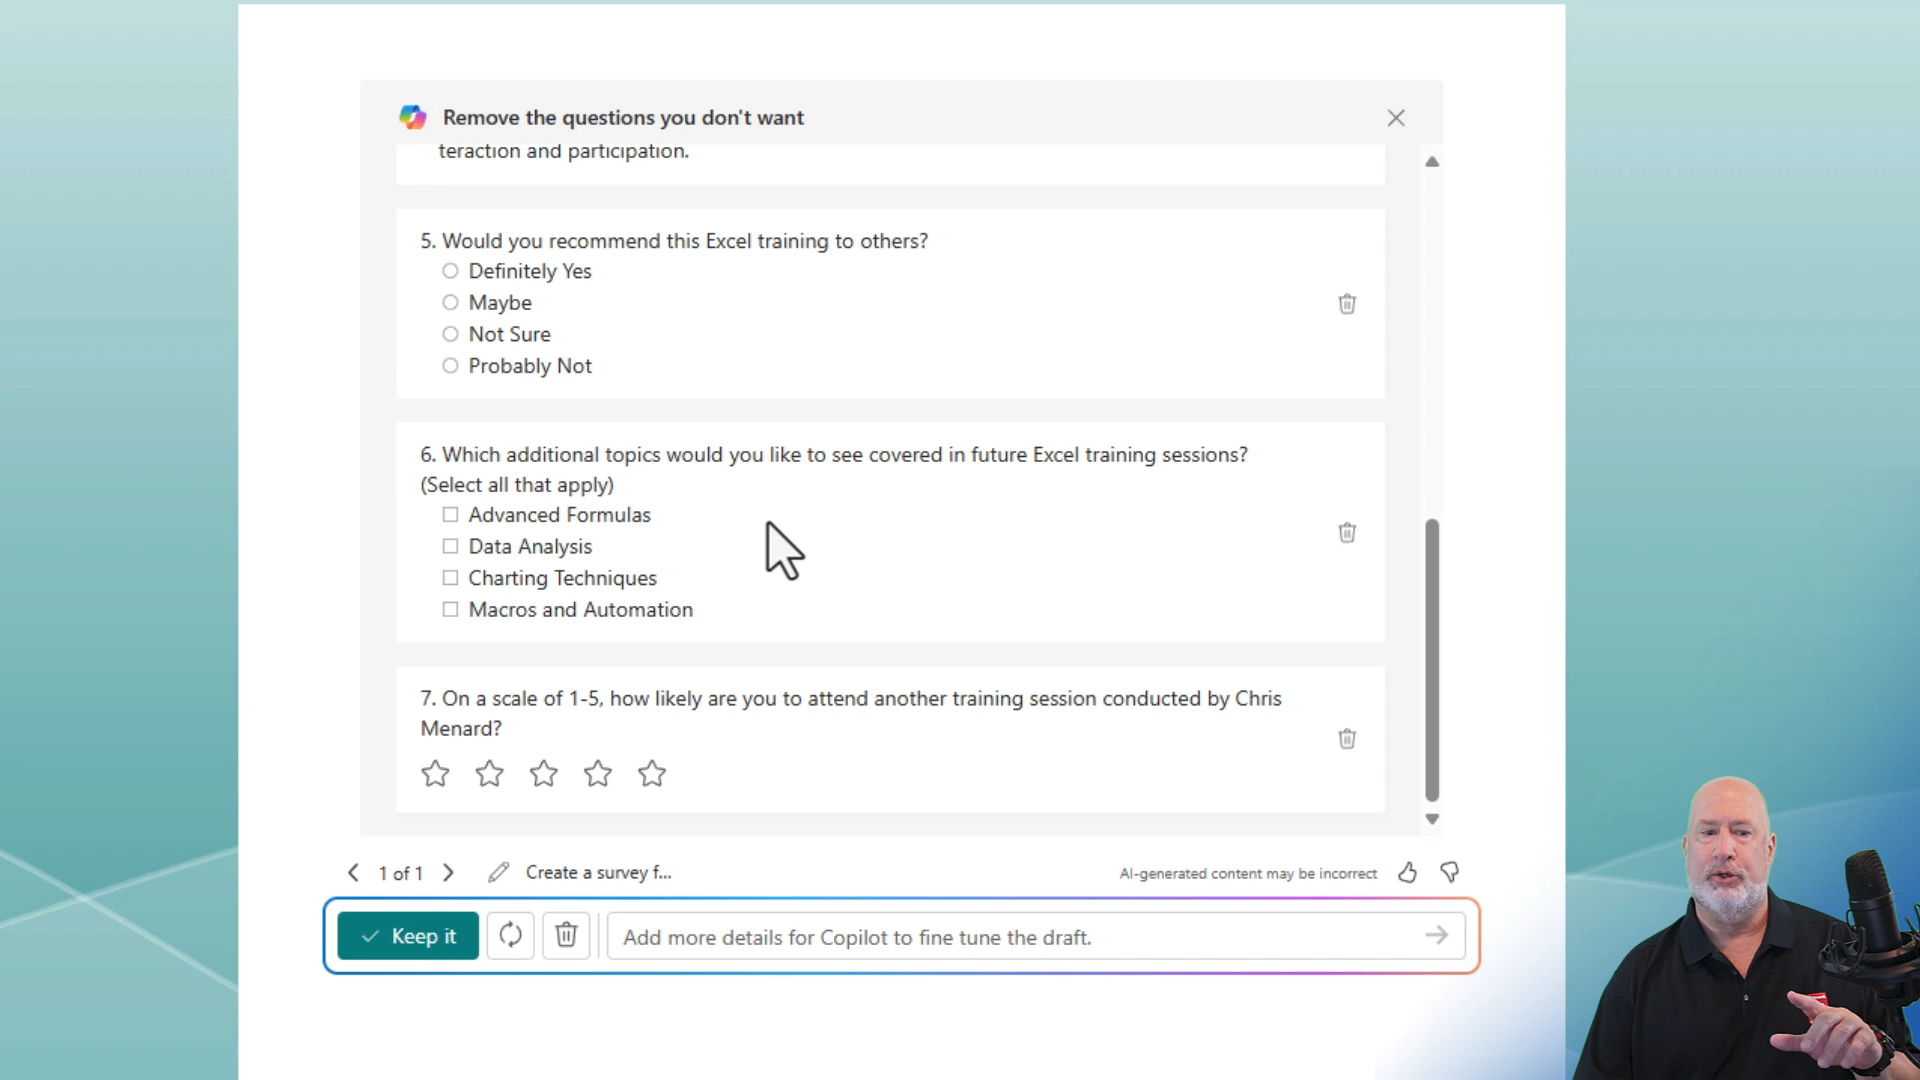 Remove the questions you don't want
teraction and participation.
5. Would you recommend this Excel training to others?
Definitely Yes
Maybe
Not Sure
Probably Not
6. Which additional topics would you like to see covered in future Excel training sessions?
(Select all that apply)
Advanced Formulas
Data Analysis
Charting Techniques
Macros and Automation
7. On a scale of 1-5, how likely are you to attend another training session conducted by Chris
Menard?
1 of 1
Create a survey f...
AI-generated content may be incorrect
Keep it
Add more details for Copilot to fine tune the draft.